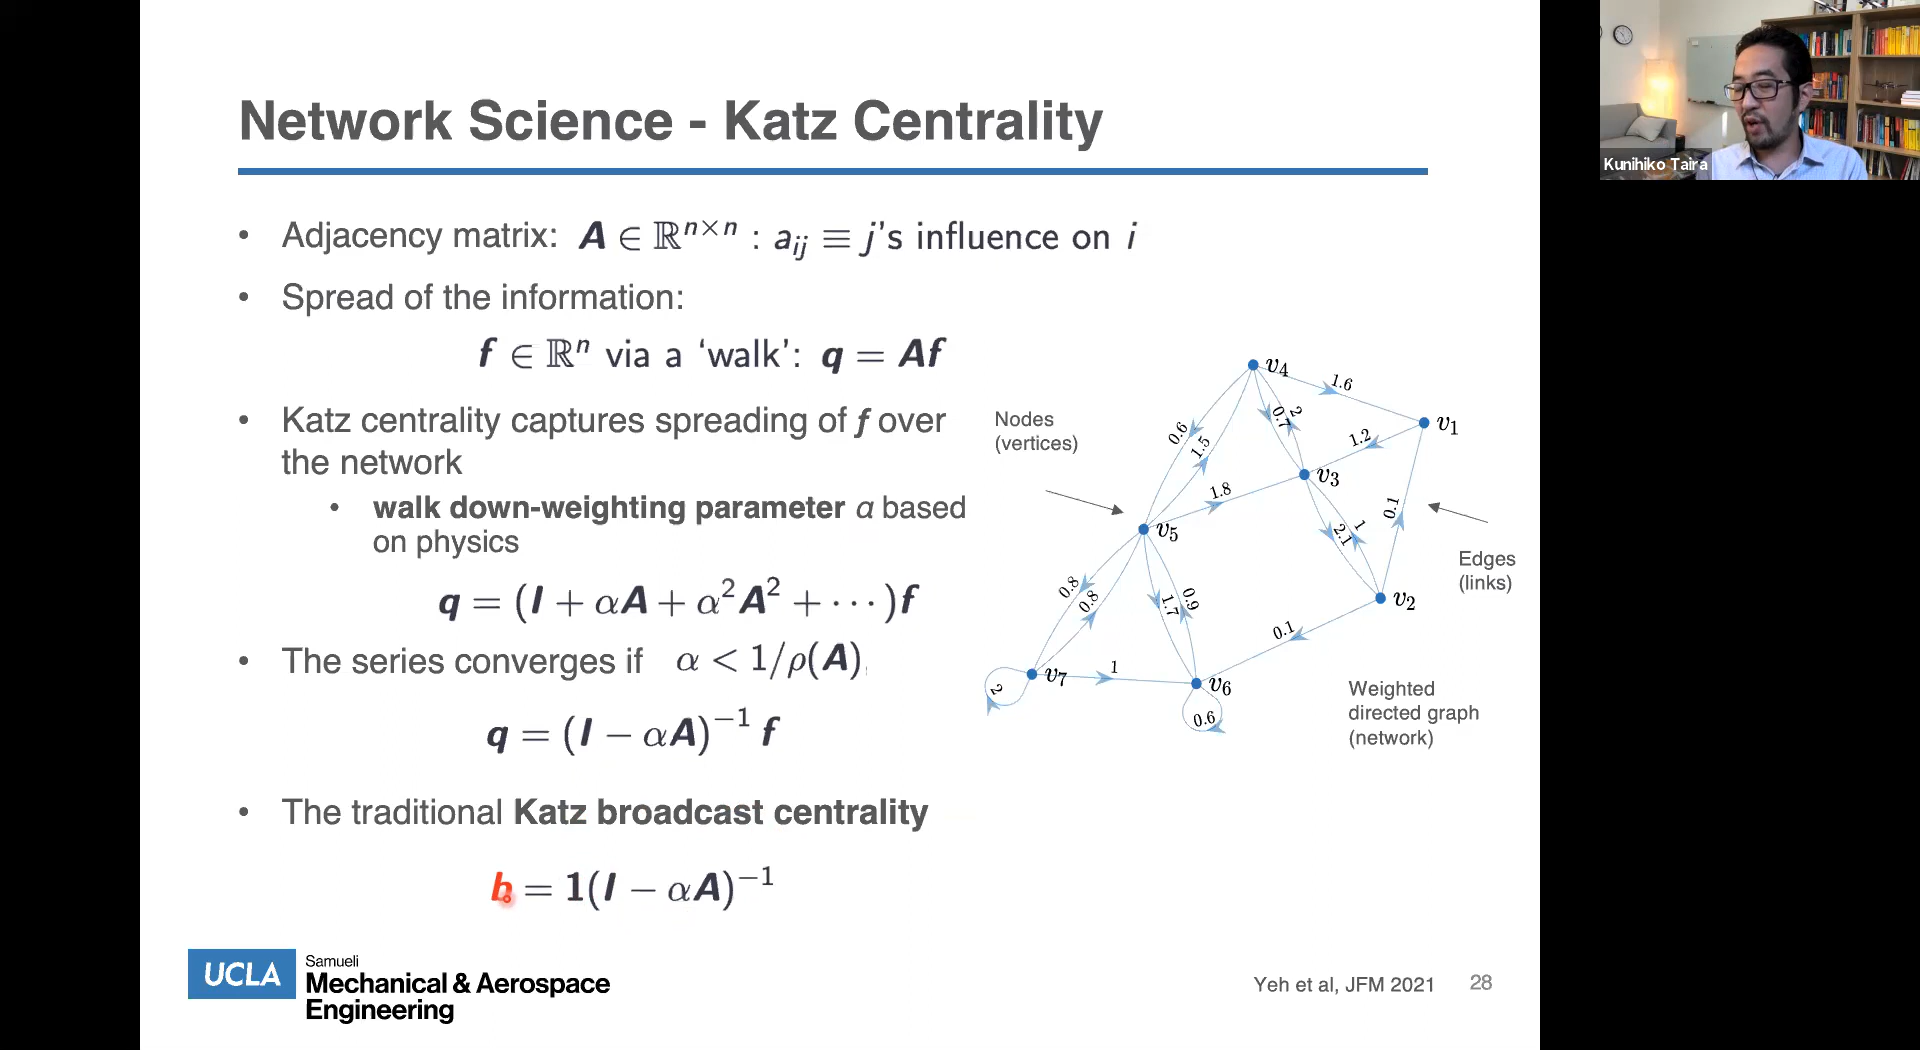 Network Science - Katz Centrality
Kunihiko Taira
• Adjacency matrix: A ∈ ℝⁿˣⁿ : aᵢⱼ ≡ j's influence on i
• Spread of the information:
f ∈ ℝⁿ via a ‘walk’: q = Af
• Katz centrality captures spreading of f over
the network
• walk down-weighting parameter α based
on physics
q = (I + αA + α²A² + ···)f
• The series converges if α < 1/ρ(A)
q = (I − αA)⁻¹ f
• The traditional Katz broadcast centrality
b = 1(I − αA)⁻¹
Nodes
(vertices)
v₄
1.6
v₁
0.6
1.5
0.7
2
1.2
v₃
1.8
v₅
2.1
1
0.1
Edges
(links)
v₂
0.8
0.8
1.7
0.9
0.1
v₇
1
v₆
2
0.6
Weighted
directed graph
(network)
UCLA
Samueli
Mechanical & Aerospace
Engineering
Yeh et al, JFM 2021
28